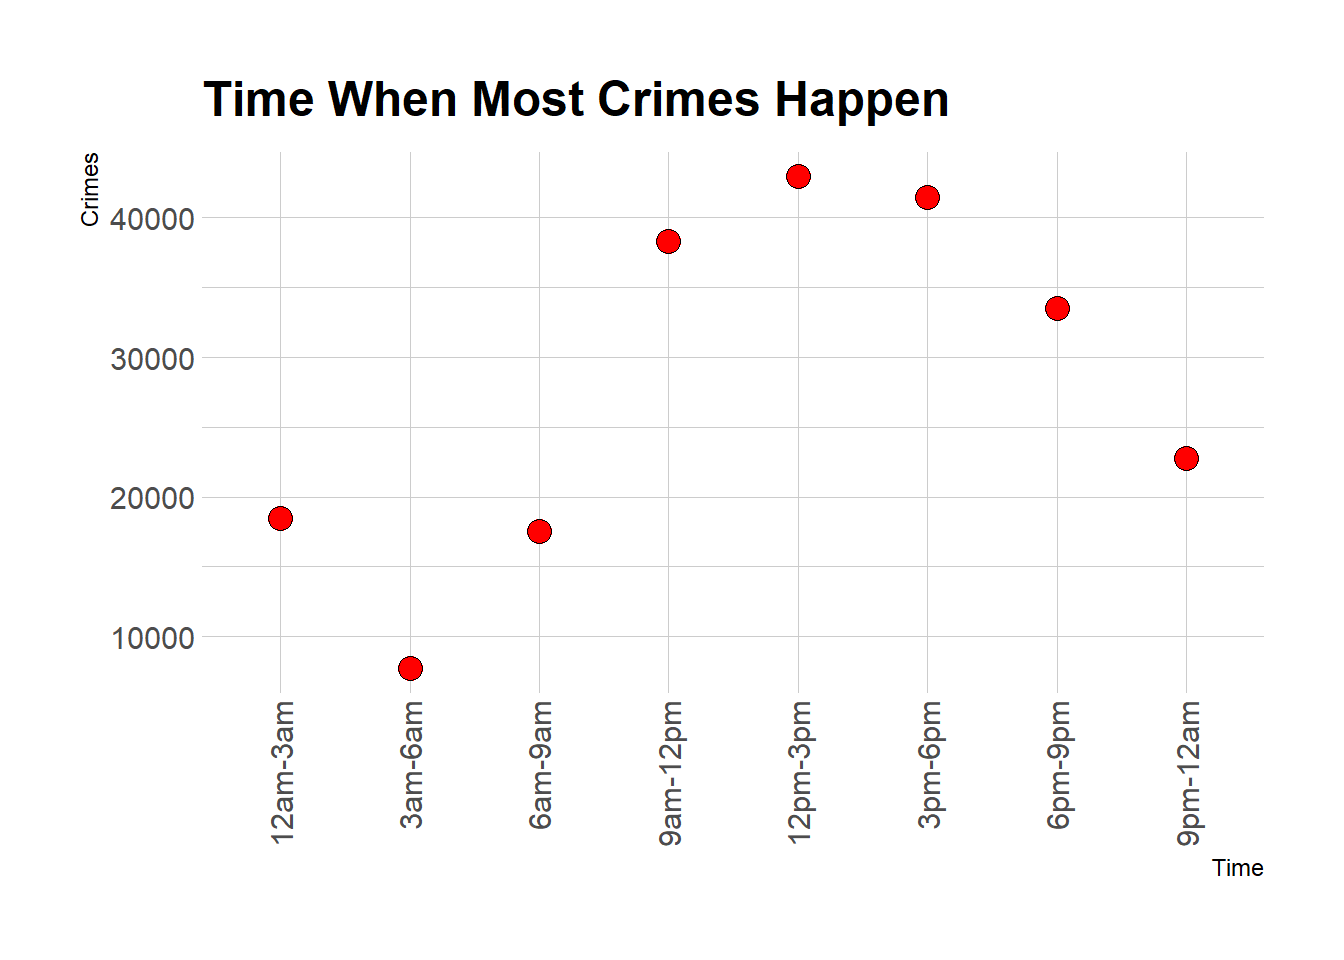 Time When Most Crimes Happen
Crimes
40000
30000
20000
10000
12am-3am
3am-6am
6am-9am
9am-12pm
12pm-3pm
3pm-6pm
6pm-9pm
9pm-12am
Time